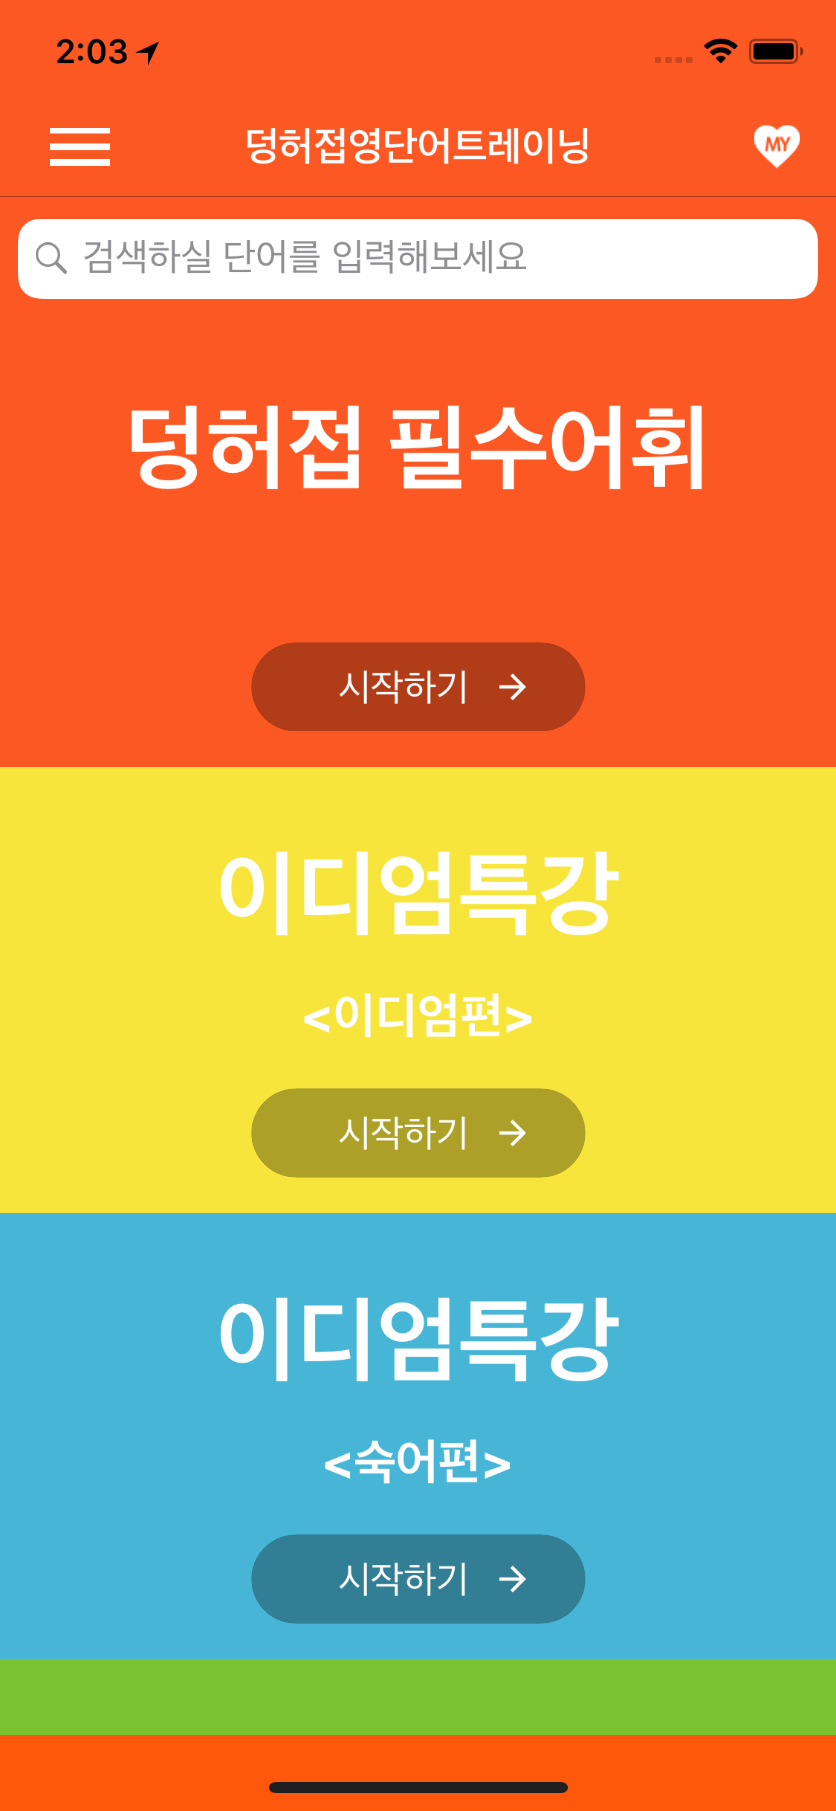 2:03
덩허접영단어트레이닝
MY
검색하실 단어를 입력해보세요
덩허접 필수어휘
시작하기 →
이디엄특강
<이디엄편>
시작하기 →
이디엄특강
<숙어편>
시작하기 →